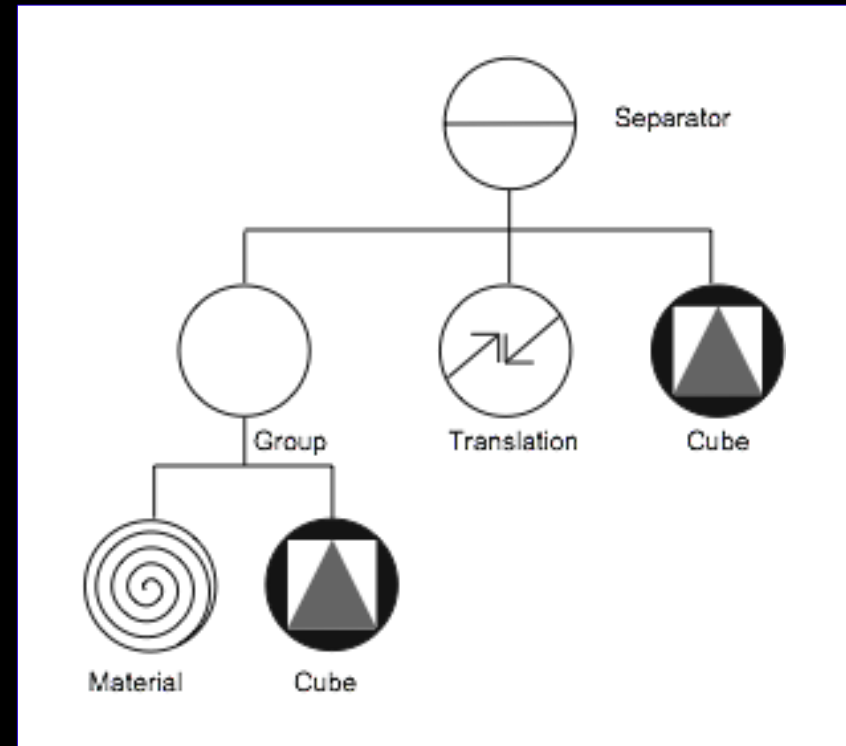 Separator
Group
Translation
Cube
Material
Cube